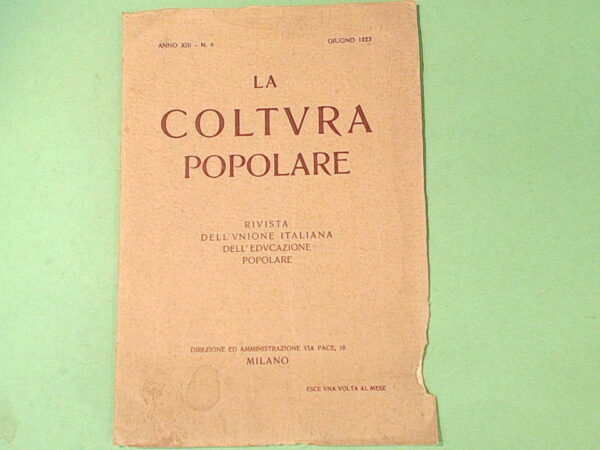 ANNO XIII - N. 6 GIUGNO 1923
LA
COLTVRA
POPOLARE
RIVISTA
DELL'VNIONE ITALIANA
DELL'EDVCAZIONE
POPOLARE
DIREZIONE ED AMMINISTRAZIONE VIA PACE, 10
MILANO
ESCE VNA VOLTA AL MESE